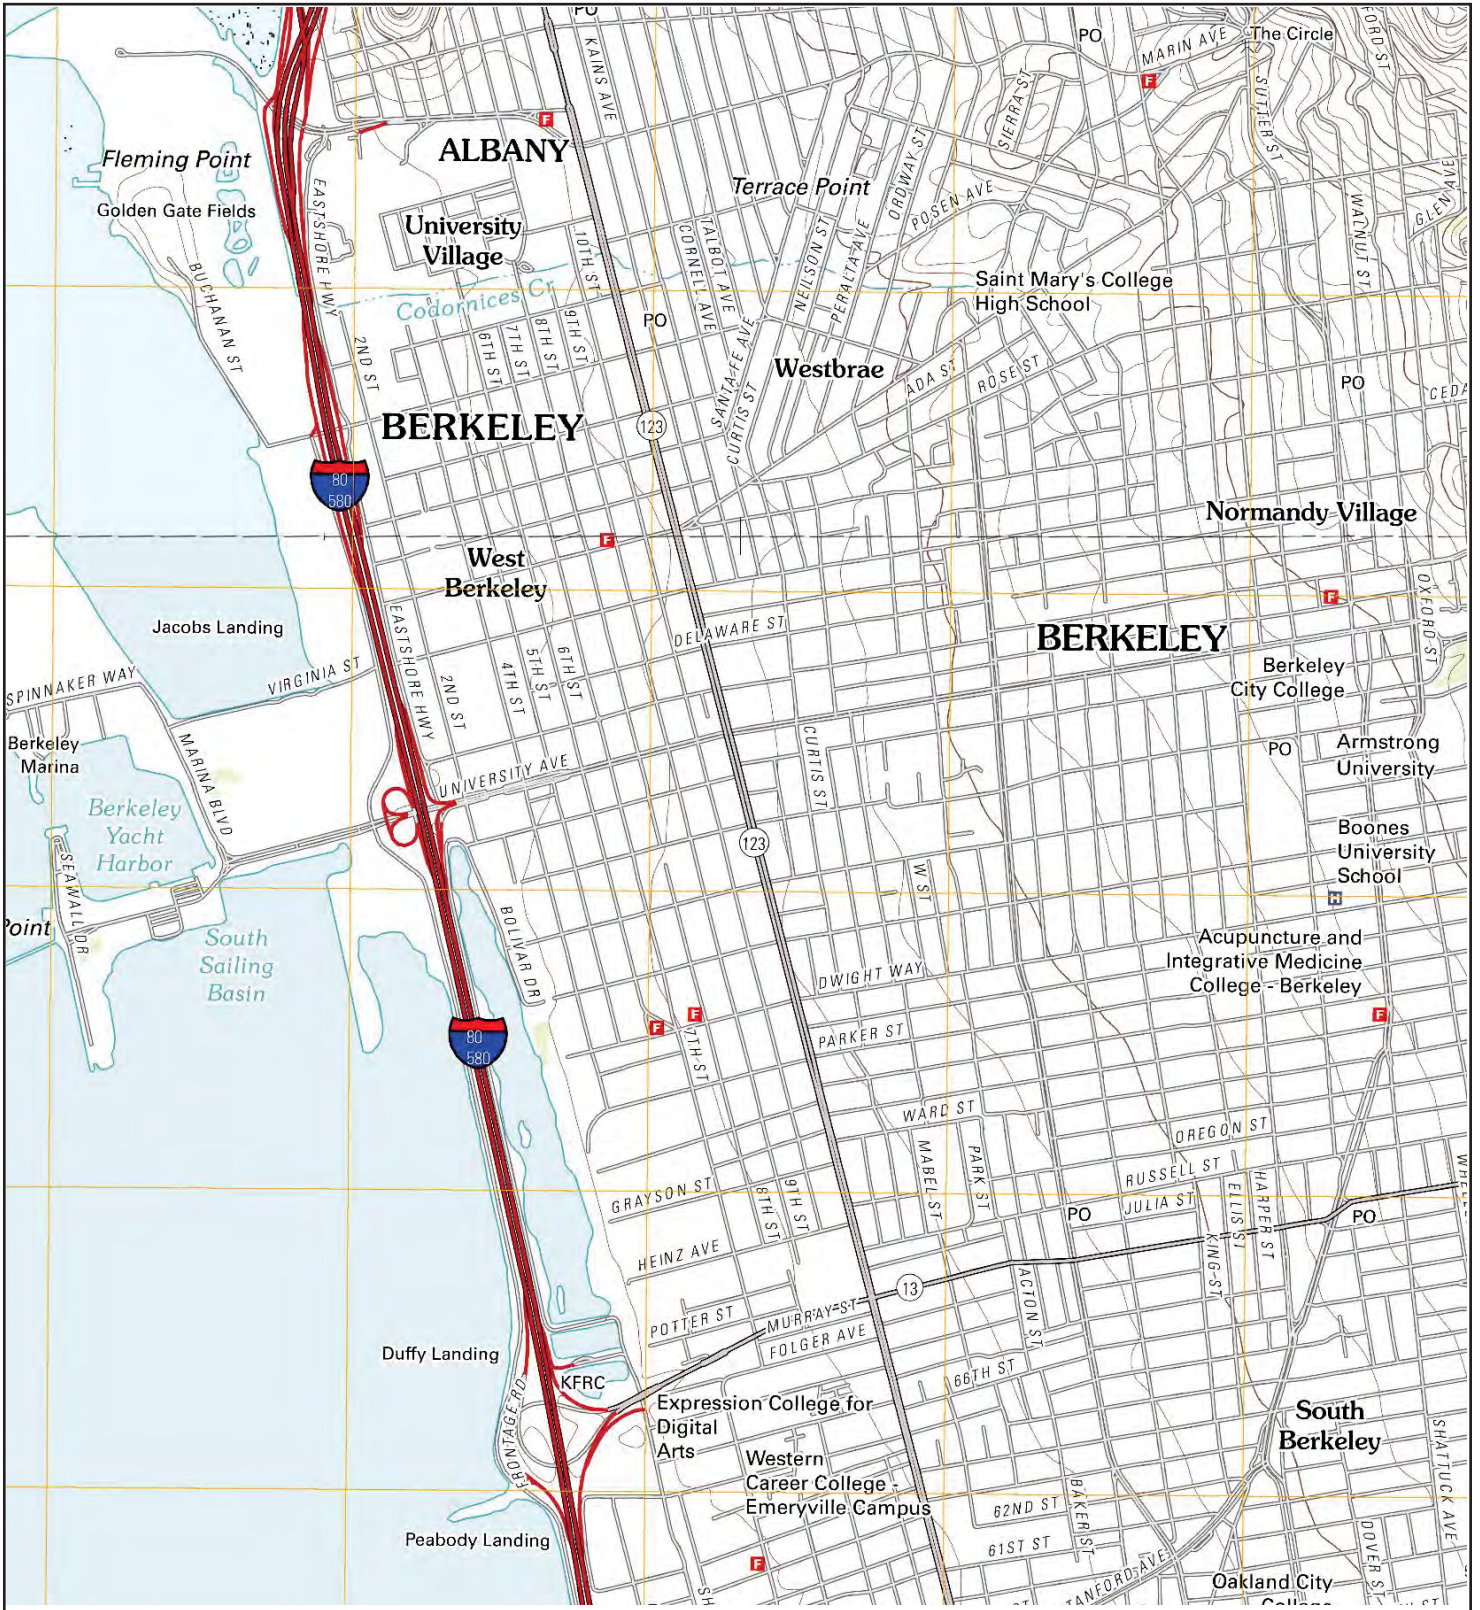 PO
KAINS AVE
PO
MARIN AVE
The Circle
F
FORD ST
SUTTER ST
SIERRA ST
F
ALBANY
Fleming Point
Golden Gate Fields
EASTSHORE HWY
BUCHANAN ST
University
Village
10TH ST
Terrace Point
TALBOT AVE
CORNELL AVE
NEILSON ST
PERALTA AVE
ORDWAY ST
POSEN AVE
WALNUT ST
GLEN AVE
Codornices Cr
Saint Mary's College
High School
PO
2ND ST
6TH ST
7TH ST
8TH ST
9TH ST
SANTA FE AVE
CURTIS ST
Westbrae
ADA ST
ROSE ST
PO
CEDA
BERKELEY
123
80
580
Normandy Village
F
West
Berkeley
F
OXFORD ST
Jacobs Landing
EASTSHORE HWY
DELAWARE ST
BERKELEY
Berkeley
City College
SPINNAKER WAY
VIRGINIA ST
2ND ST
4TH ST
5TH ST
6TH ST
Berkeley
Marina
MARINA BLVD
UNIVERSITY AVE
CURTIS ST
PO
Armstrong
University
Berkeley
Yacht
Harbor
SEAWALL DR
123
Boones
University
School
H
W ST
Point
South
Sailing
Basin
BOLIVAR DR
DWIGHT WAY
Acupuncture and
Integrative Medicine
College - Berkeley
F
F
F
7TH ST
PARKER ST
80
580
WARD ST
MABEL ST
PARK ST
OREGON ST
RUSSELL ST
JULIA ST
ELLIS ST
HARPER ST
KING ST
PO
PO
GRAYSON ST
8TH ST
9TH ST
HEINZ AVE
13
ACTON ST
POTTER ST
MURRAY ST
FOLGER AVE
66TH ST
Duffy Landing
KFRC
FRONTAGE RD
Expression College for
Digital
Arts
Western
Career College -
Emeryville Campus
South
Berkeley
SHATTUCK AVE
BAKER ST
62ND ST
61ST ST
Peabody Landing
F
SH
TANFORD AVE
DOVER ST
Oakland City